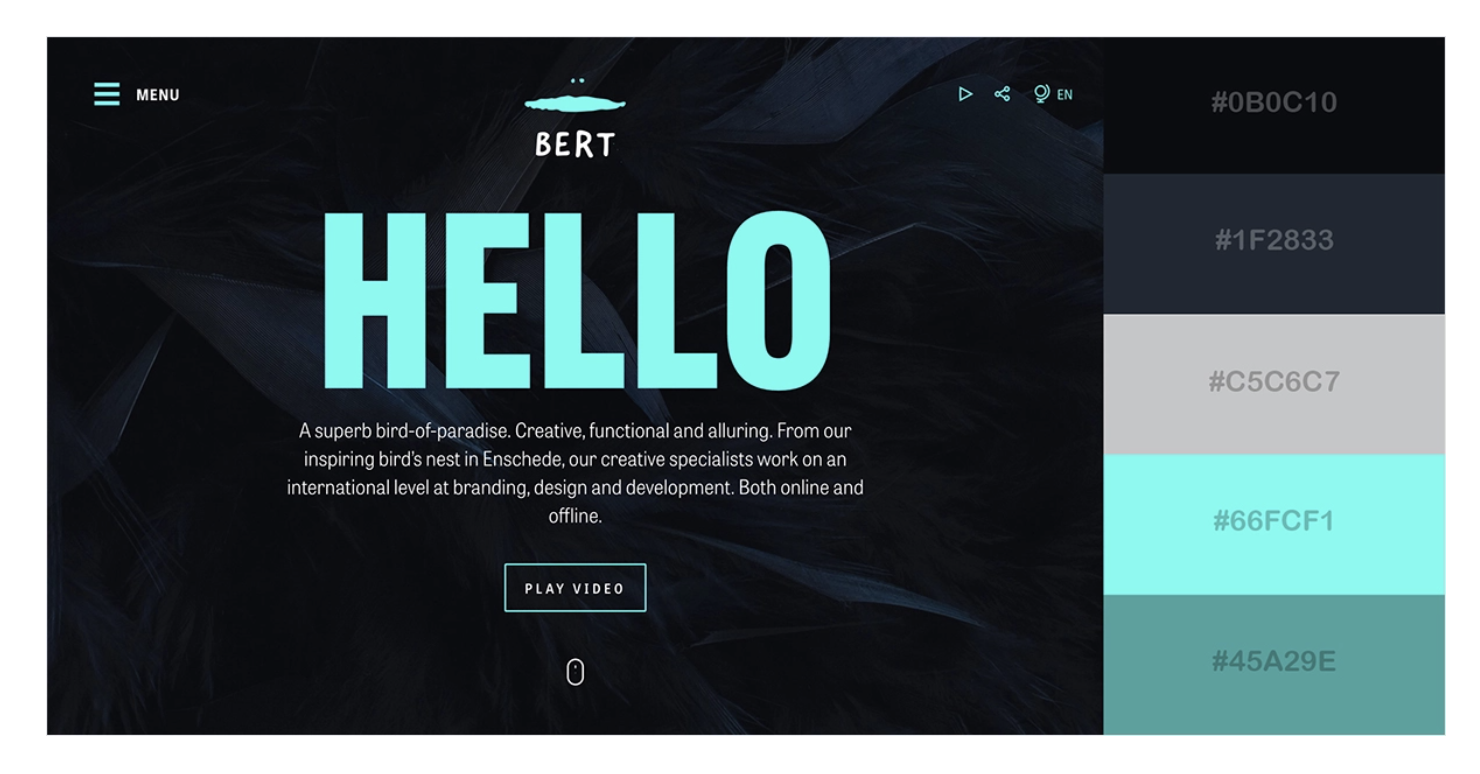 MENU
BERT
EN
HELLO
A superb bird-of-paradise. Creative, functional and alluring. From our
inspiring bird's nest in Enschede, our creative specialists work on an
international level at branding, design and development. Both online and
offline.
PLAY VIDEO
#0B0C10
#1F2833
#C5C6C7
#66FCF1
#45A29E